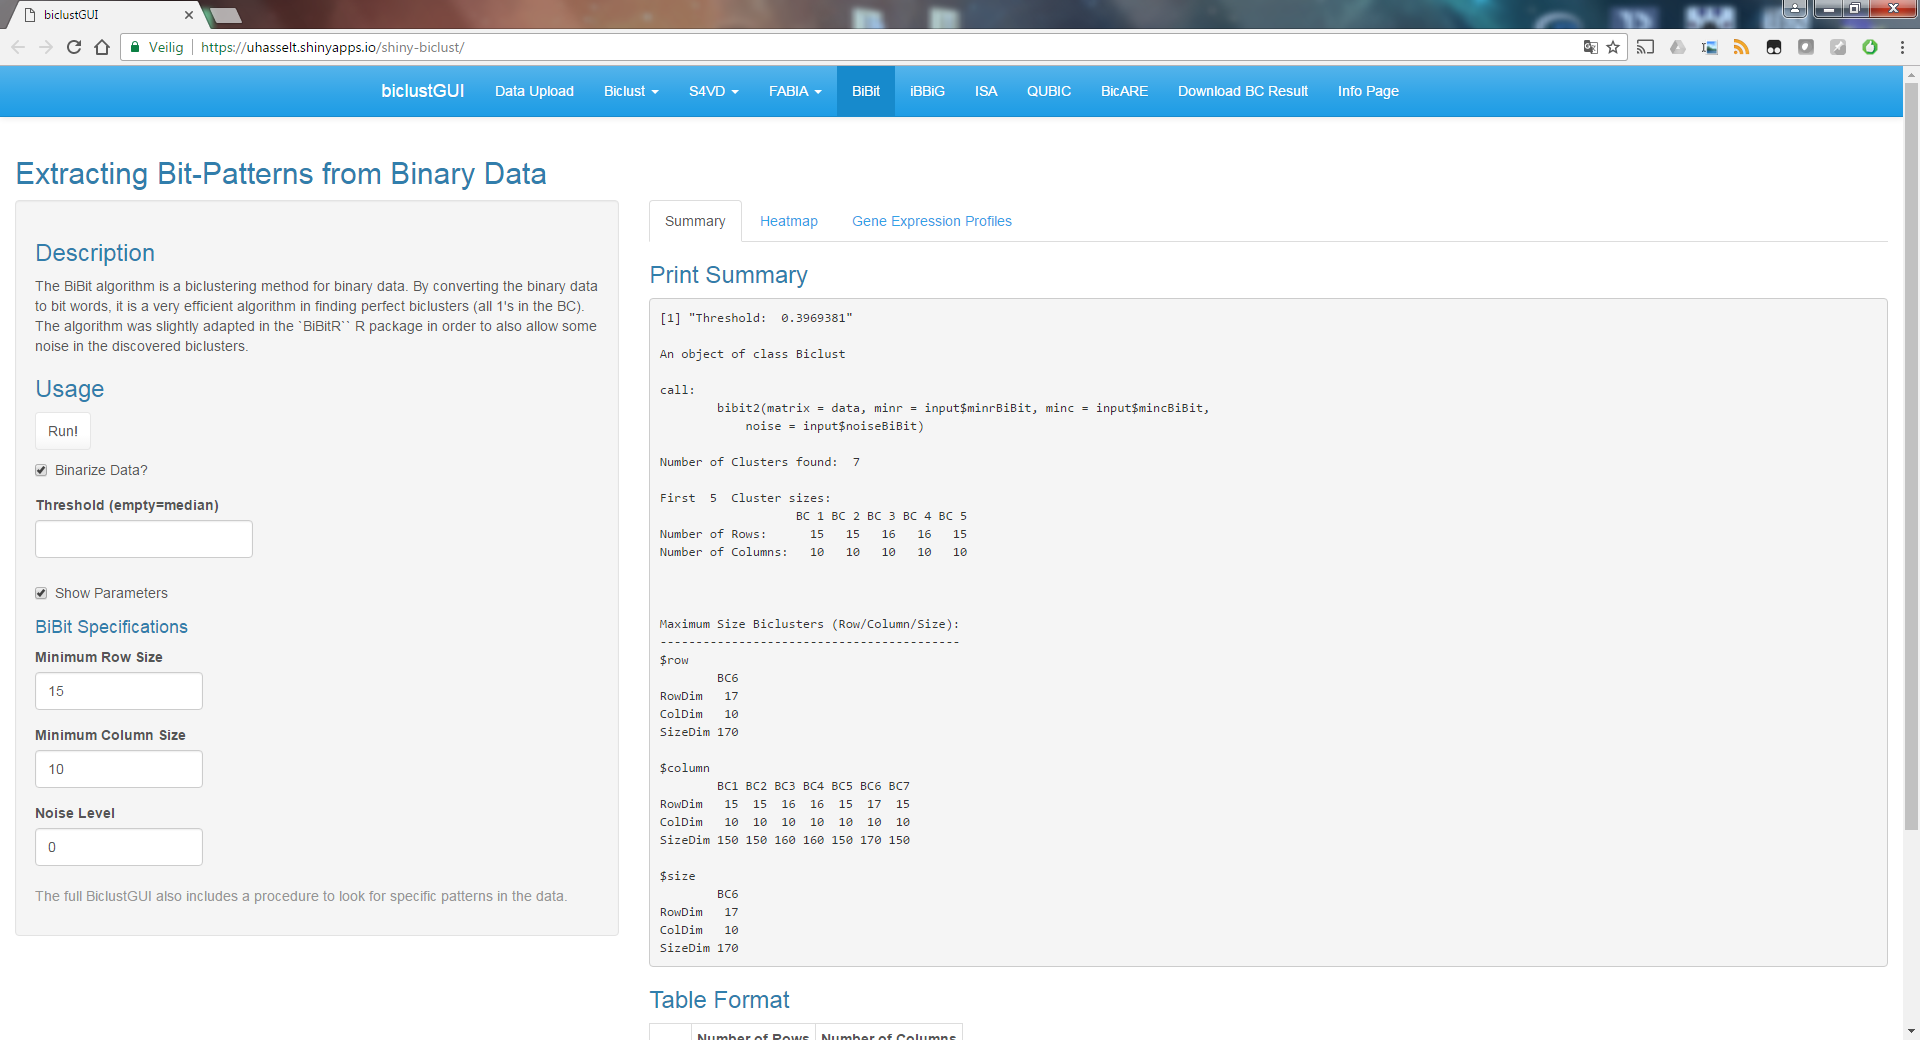 biclustGUI
Veilig https://uhasselt.shinyapps.io/shiny-biclust/
biclustGUI Data Upload Biclust S4VD FABIA BiBit iBBiG ISA QUBIC BicARE Download BC Result Info Page
Extracting Bit-Patterns from Binary Data
Description
The BiBit algorithm is a biclustering method for binary data. By converting the binary data
to bit words, it is a very efficient algorithm in finding perfect biclusters (all 1's in the BC).
The algorithm was slightly adapted in the `BiBitR`` R package in order to also allow some
noise in the discovered biclusters.
Usage
Run!
Binarize Data?
Threshold (empty=median)
Show Parameters
BiBit Specifications
Minimum Row Size
15
Minimum Column Size
10
Noise Level
0
The full BiclustGUI also includes a procedure to look for specific patterns in the data.
Summary Heatmap Gene Expression Profiles
Print Summary
[1] "Threshold:  0.3969381"
An object of class Biclust
call:
bibit2(matrix = data, minr = input$minrBiBit, minc = input$mincBiBit,
noise = input$noiseBiBit)
Number of Clusters found:  7
First  5  Cluster sizes:
BC 1 BC 2 BC 3 BC 4 BC 5
Number of Rows:      15   15   16   16   15
Number of Columns:   10   10   10   10   10
Maximum Size Biclusters (Row/Column/Size):
------------------------------------------
$row
BC6
RowDim   17
ColDim   10
SizeDim 170
$column
BC1 BC2 BC3 BC4 BC5 BC6 BC7
RowDim   15  15  16  16  15  17  15
ColDim   10  10  10  10  10  10  10
SizeDim 150 150 160 160 150 170 150
$size
BC6
RowDim   17
ColDim   10
SizeDim 170
Table Format
Number of Rows Number of Columns